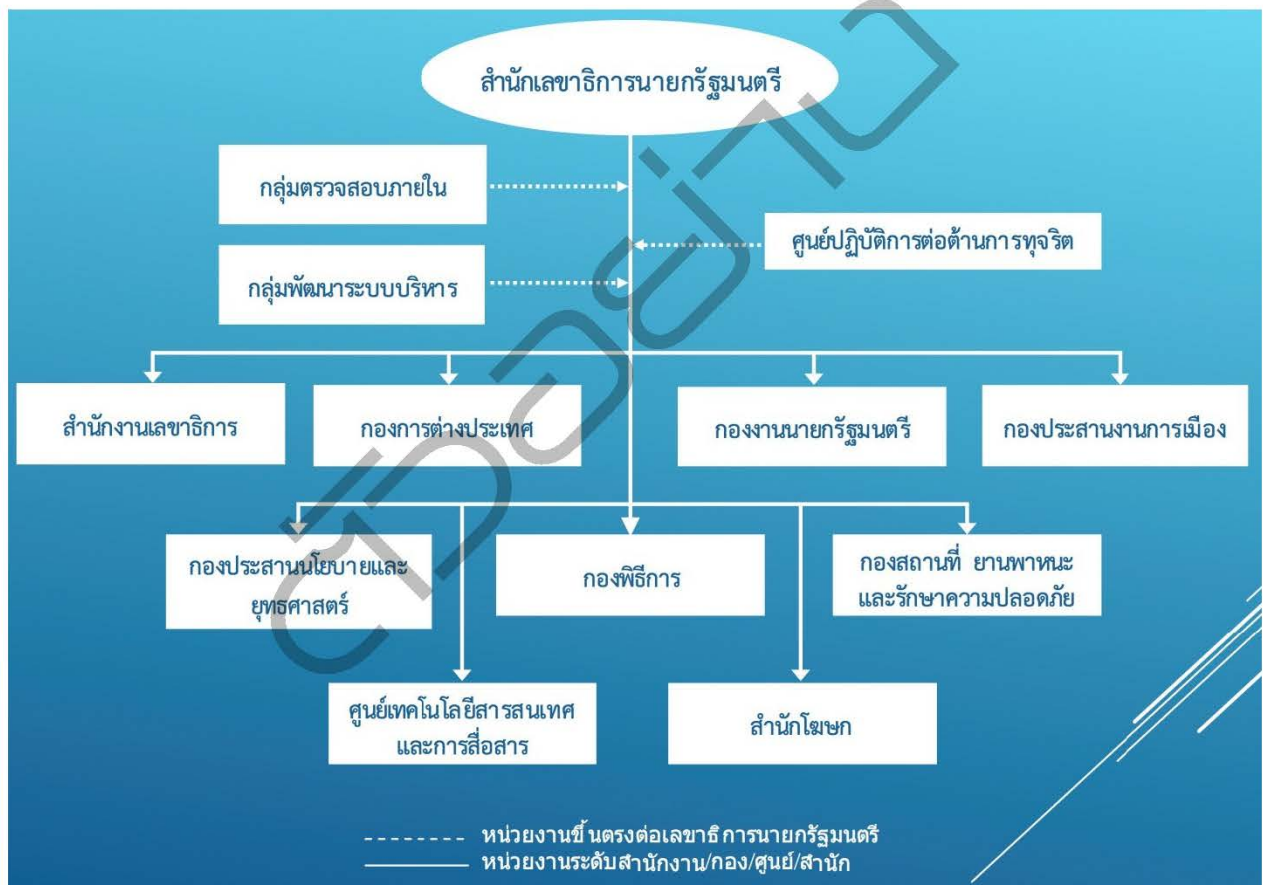 สำนักเลขาธิการนายกรัฐมนตรี
กลุ่มตรวจสอบภายใน
ศูนย์ปฏิบัติการต่อต้านการทุจริต
กลุ่มพัฒนาระบบบริหาร
สำนักงานเลขาธิการ
กองการต่างประเทศ
กองงานนายกรัฐมนตรี
กองประสานงานการเมือง
กองประสานนโยบายและ
ยุทธศาสตร์
กองพิธีการ
กองสถานที่ ยานพาหนะ
และรักษาความปลอดภัย
ศูนย์เทคโนโลยีสารสนเทศ
และการสื่อสาร
สำนักโฆษก
หน่วยงานขึ้นตรงต่อเลขาธิการนายกรัฐมนตรี
หน่วยงานระดับสำนักงาน/กอง/ศูนย์/สำนัก
ตัวอย่าง